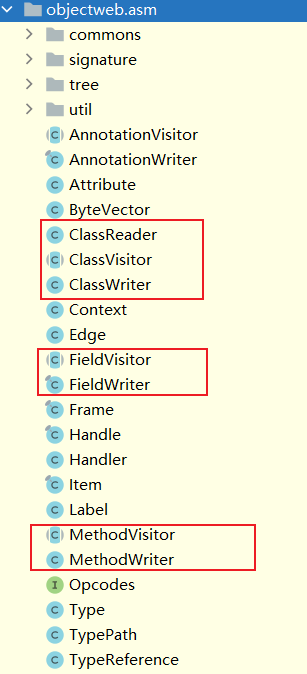 objectweb.asm
commons
signature
tree
util
AnnotationVisitor
AnnotationWriter
Attribute
ByteVector
ClassReader
ClassVisitor
ClassWriter
Context
Edge
FieldVisitor
FieldWriter
Frame
Handle
Handler
Item
Label
MethodVisitor
MethodWriter
Opcodes
Type
TypePath
TypeReference